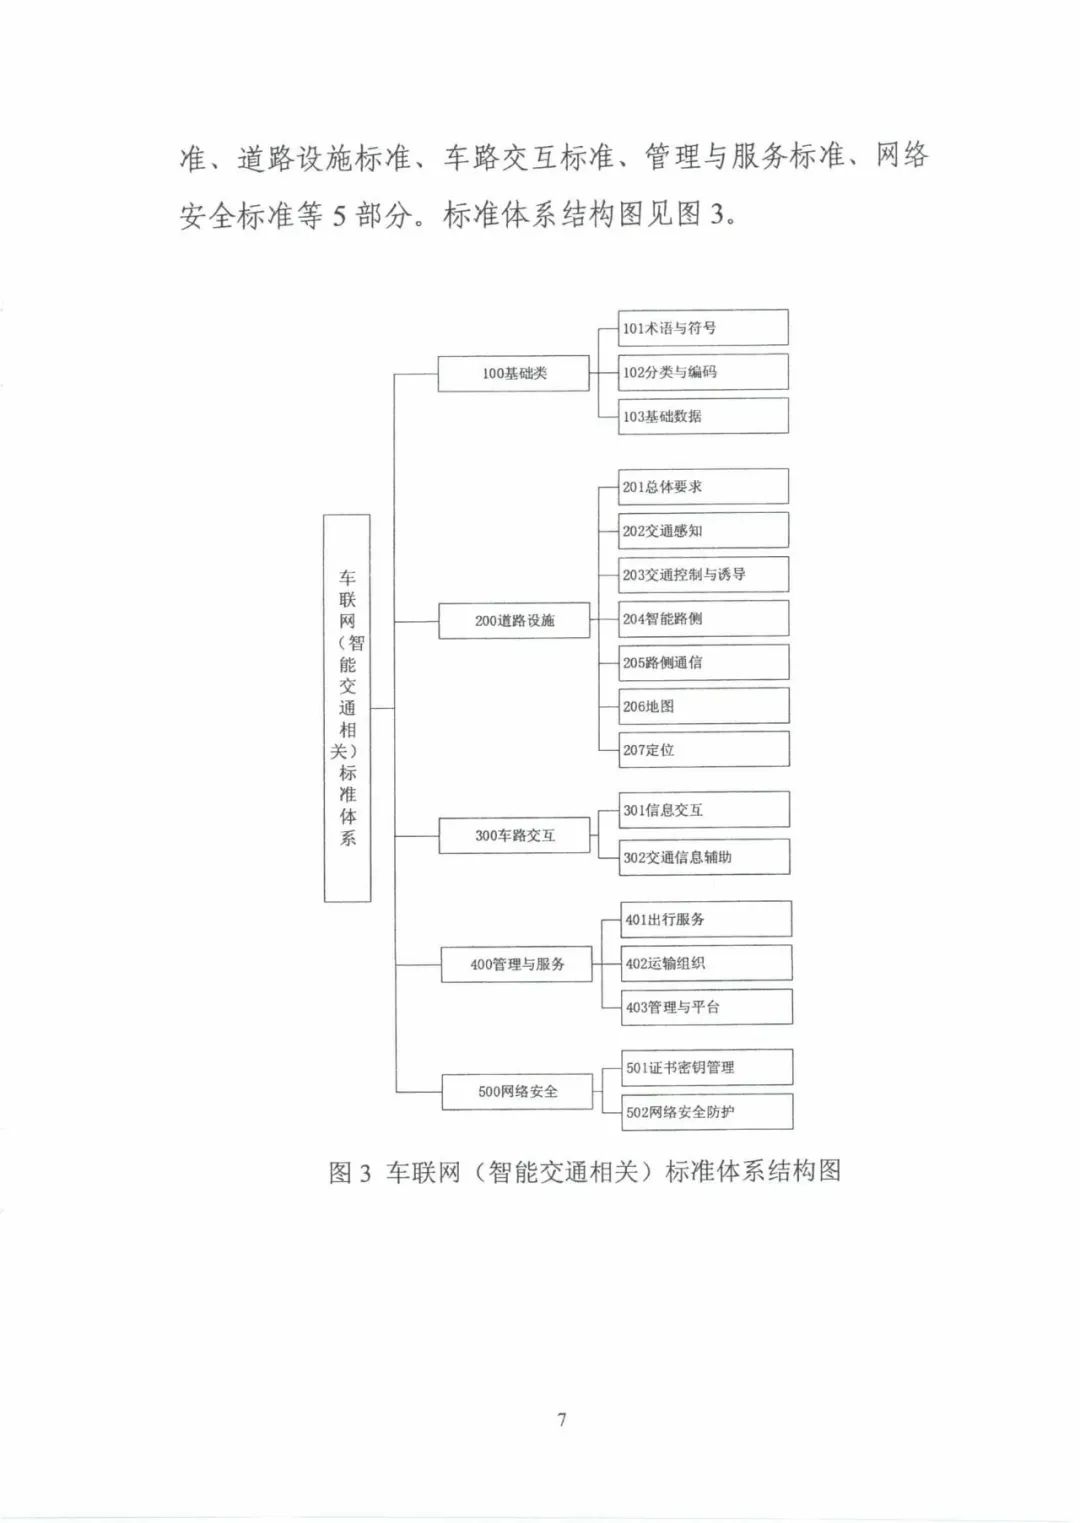 准、道路设施标准、车路交互标准、管理与服务标准、网络
安全标准等 5 部分。标准体系结构图见图 3。
车联网（智能交通相关）标准体系
100基础类
101术语与符号
102分类与编码
103基础数据
200道路设施
201总体要求
202交通感知
203交通控制与诱导
204智能路侧
205路侧通信
206地图
207定位
300车路交互
301信息交互
302交通信息辅助
400管理与服务
401出行服务
402运输组织
403管理与平台
500网络安全
501证书密钥管理
502网络安全防护
图 3 车联网（智能交通相关）标准体系结构图
7